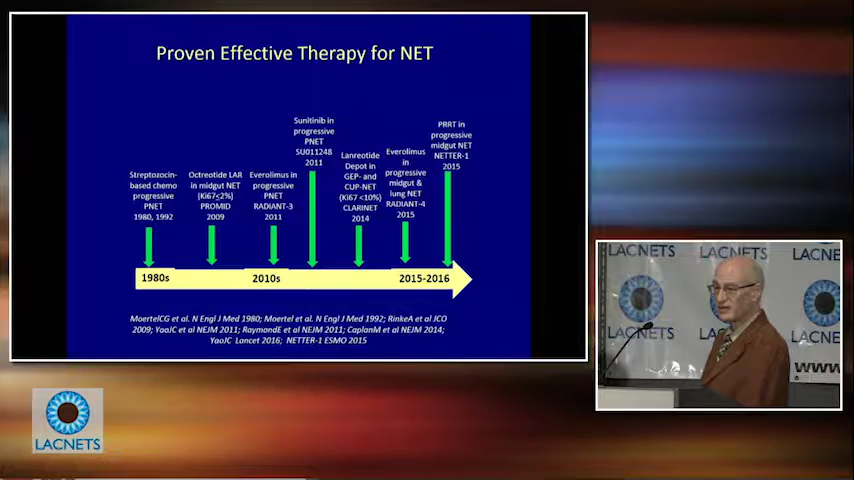 Proven Effective Therapy for NET
Streptozocin-
based chemo
progressive
PNET
1980, 1992
Octreotide LAR
in midgut NET
(Ki67≤2%)
PROMID
2009
Everolimus in
progressive
PNET
RADIANT-3
2011
Sunitinib in
progressive
PNET
SU011248
2011
Lanreotide
Depot in
GEP- and
CUP-NET
(Ki67 <10%)
CLARINET
2014
Everolimus
in
progressive
midgut &
lung NET
RADIANT-4
2015
PRRT in
progressive
midgut NET
NETTER-1
2015
1980s
2010s
2015-2016
MoertelCG et al. N Engl J Med 1980; Moertel et al. N Engl J Med 1992; RinkeA et al JCO
2009; YaoJC et al NEJM 2011; RaymondE et al NEJM 2011; CaplanM et al NEJM 2014;
YaoJC Lancet 2016; NETTER-1 ESMO 2015
LACNETS
LACNETS
LACNE
LACNETS
LACN
www
LACNETS